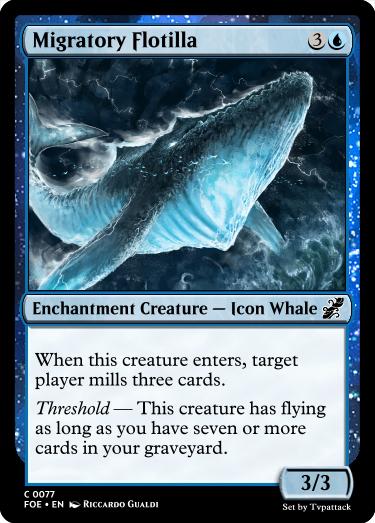 Migratory Flotilla 3
Enchantment Creature — Icon Whale
When this creature enters, target
player mills three cards.
Threshold — This creature has flying
as long as you have seven or more
cards in your graveyard.
3/3
C 0077
FOE • EN Riccardo Gualdi
Set by Tvpattack